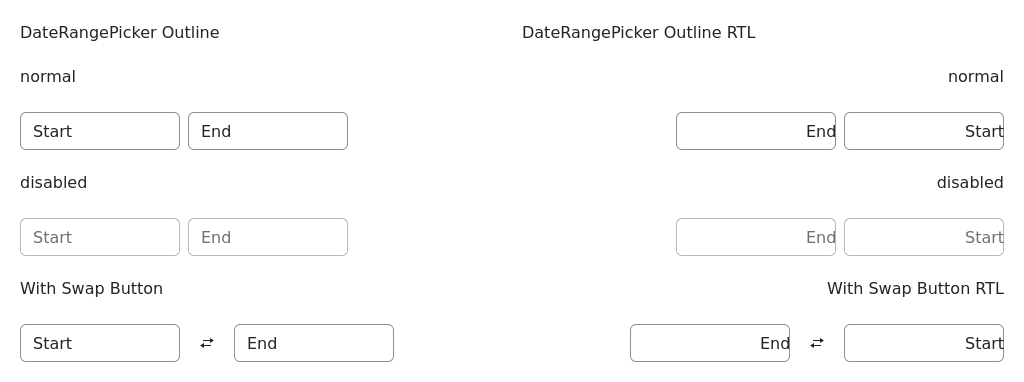 DateRangePicker Outline
normal
Start End
disabled
Start End
With Swap Button
Start ⇄ End
DateRangePicker Outline RTL
normal
End Start
disabled
End Start
With Swap Button RTL
End ⇄ Start